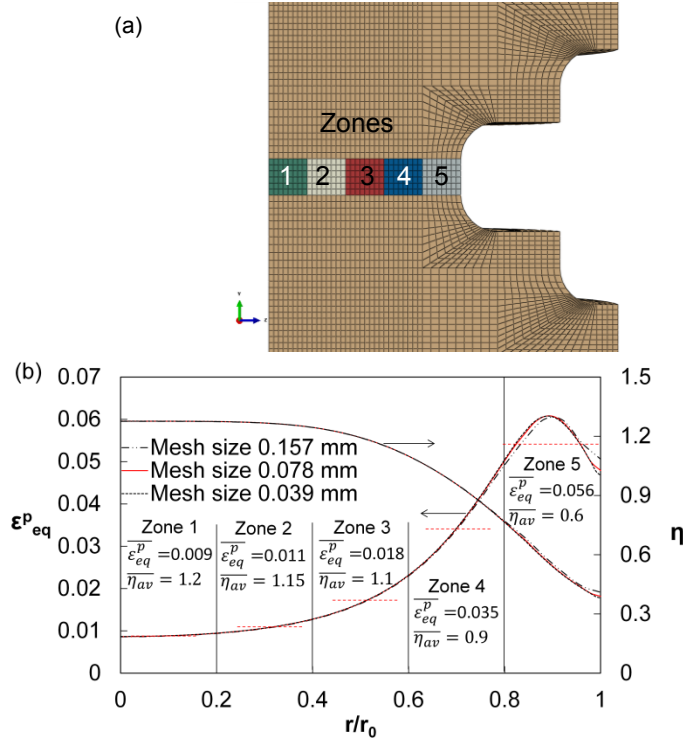 (a)
Zones
1 2 3 4 5
Y
Z
(b)
0.07
0.06
0.05
0.04
0.03
0.02
0.01
0
ε^p_eq
1.5
1.2
0.9
0.6
0.3
0
η
Mesh size 0.157 mm
Mesh size 0.078 mm
Mesh size 0.039 mm
Zone 1
ε^p_eq=0.009
η_av = 1.2
Zone 2
ε^p_eq=0.011
η_av = 1.15
Zone 3
ε^p_eq=0.018
η_av = 1.1
Zone 4
ε^p_eq=0.035
η_av = 0.9
Zone 5
ε^p_eq=0.056
η_av = 0.6
0 0.2 0.4 0.6 0.8 1
r/r₀